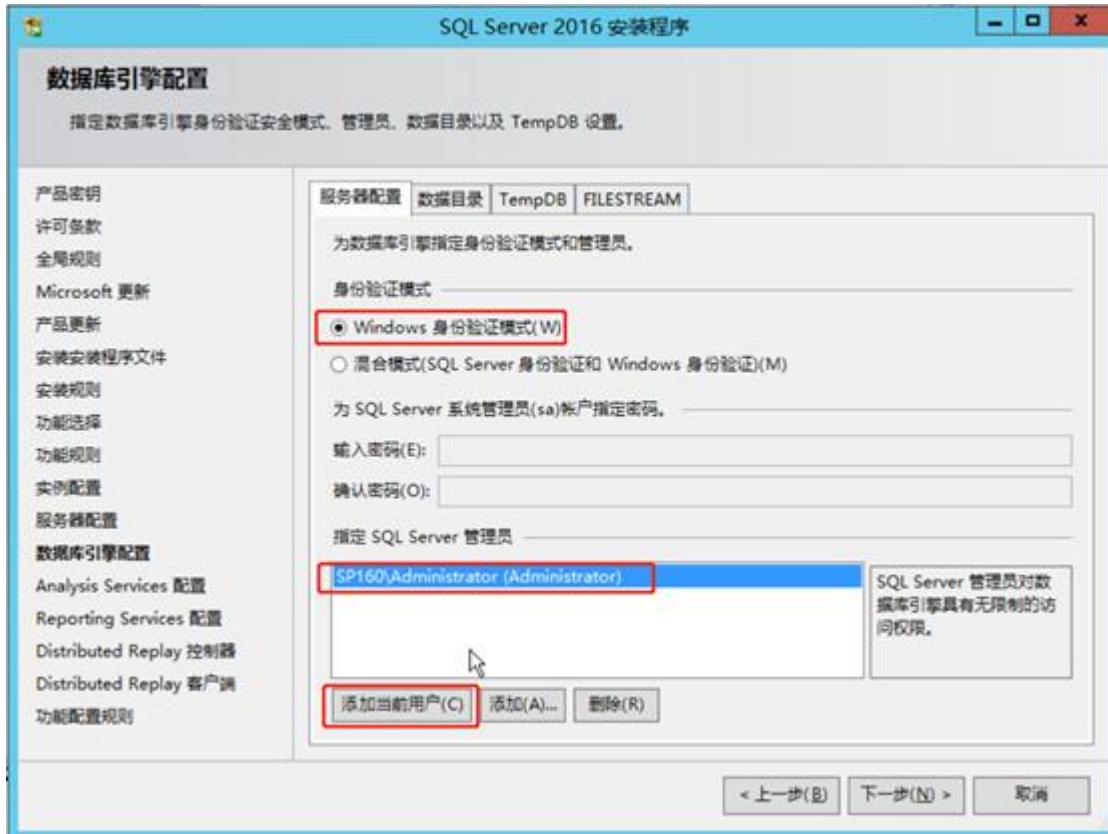 SQL Server 2016 安装程序
数据库引擎配置
指定数据库引擎身份验证安全模式、管理员、数据目录以及 TempDB 设置。
产品密钥
许可条款
全局规则
Microsoft 更新
产品更新
安装安装程序文件
安装规则
功能选择
功能规则
实例配置
服务器配置
数据库引擎配置
Analysis Services 配置
Reporting Services 配置
Distributed Replay 控制器
Distributed Replay 客户端
功能配置规则
服务器配置 数据目录 TempDB FILESTREAM
为数据库引擎指定身份验证模式和管理员。
身份验证模式
Windows 身份验证模式(W)
混合模式(SQL Server 身份验证和 Windows 身份验证)(M)
为 SQL Server 系统管理员(sa)帐户指定密码。
输入密码(E):
确认密码(O):
指定 SQL Server 管理员
SP160\Administrator (Administrator)
SQL Server 管理员对数
据库引擎具有无限制的访
问权限。
添加当前用户(C) 添加(A)... 删除(R)
< 上一步(B) 下一步(N) > 取消